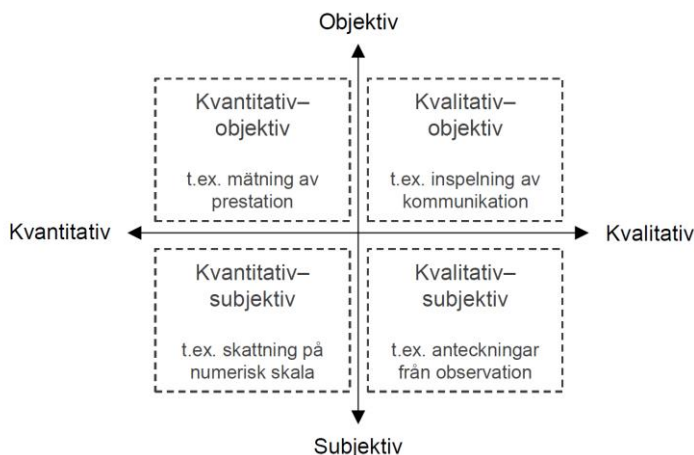 Objektiv
Kvantitativ–
objektiv
t.ex. mätning av
prestation
Kvalitativ–
objektiv
t.ex. inspelning av
kommunikation
Kvantitativ
Kvalitativ
Kvantitativ–
subjektiv
t.ex. skattning på
numerisk skala
Kvalitativ–
subjektiv
t.ex. anteckningar
från observation
Subjektiv